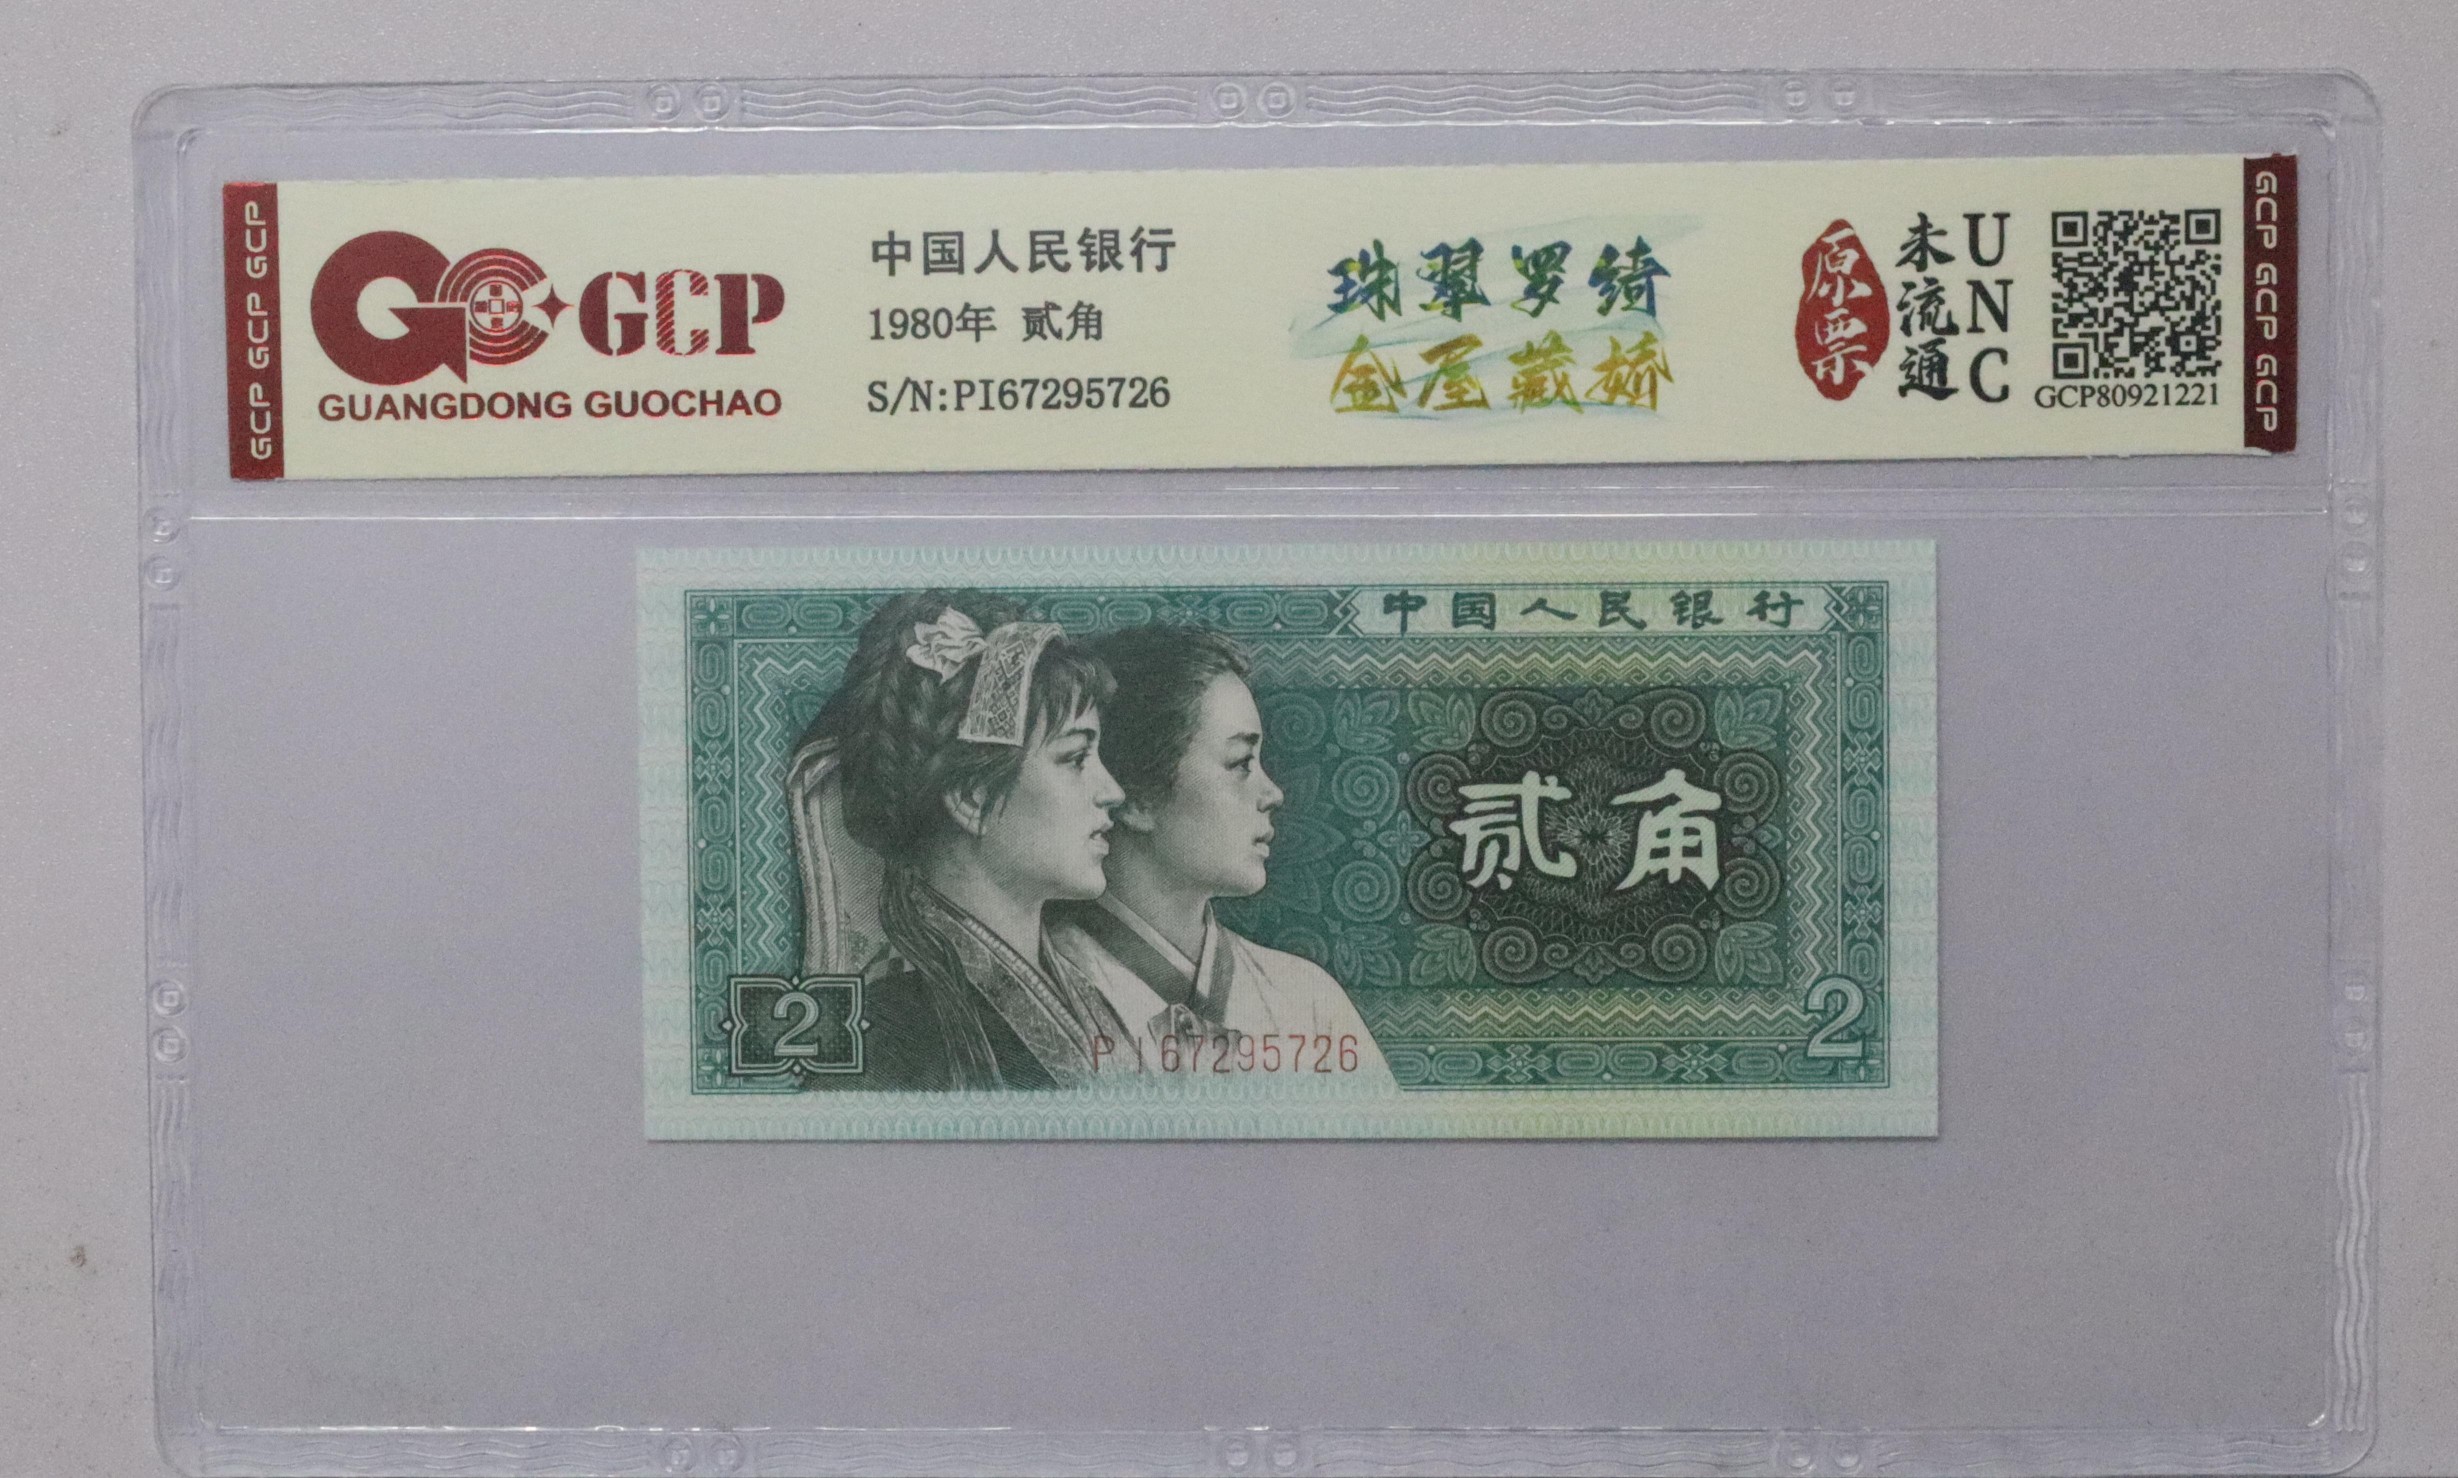 GCP GCP GCP
GCP
GUANGDONG GUOCHAO
中国人民银行
1980年 贰角
S/N:PI67295726
珠翠罗绮
金屋藏娇
原票
未流通
UNC
GCP80921221
GCP GCP GCP
中国人民银行
贰角
2
PI67295726
2